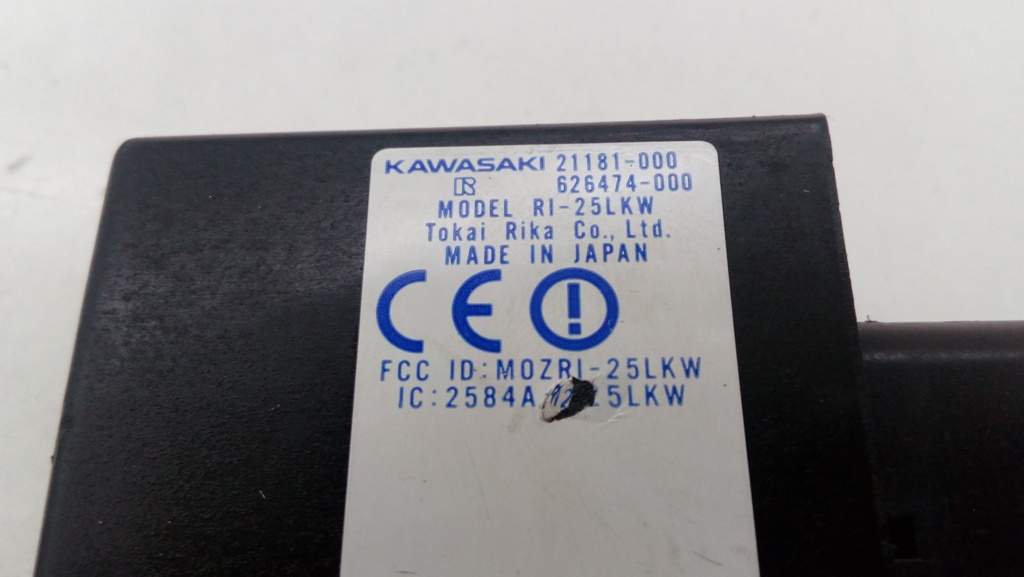 KAWASAKI 21181-000
R 626474-000
MODEL RI-25LKW
Tokai Rika Co., Ltd.
MADE IN JAPAN
CE
FCC ID:MOZRI-25LKW
IC:2584A